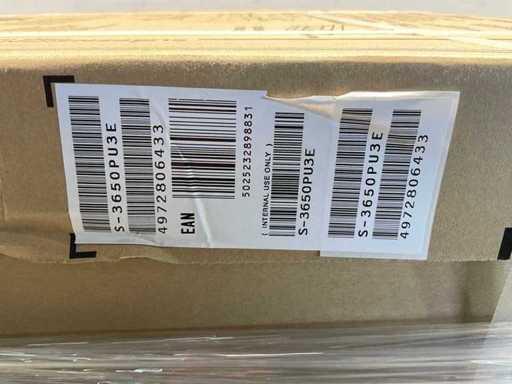 S-3650PU3E
4972806433
EAN
5025232898831
( INTERNAL USE ONLY )
S-3650PU3E
S-3650PU3E
4972806433